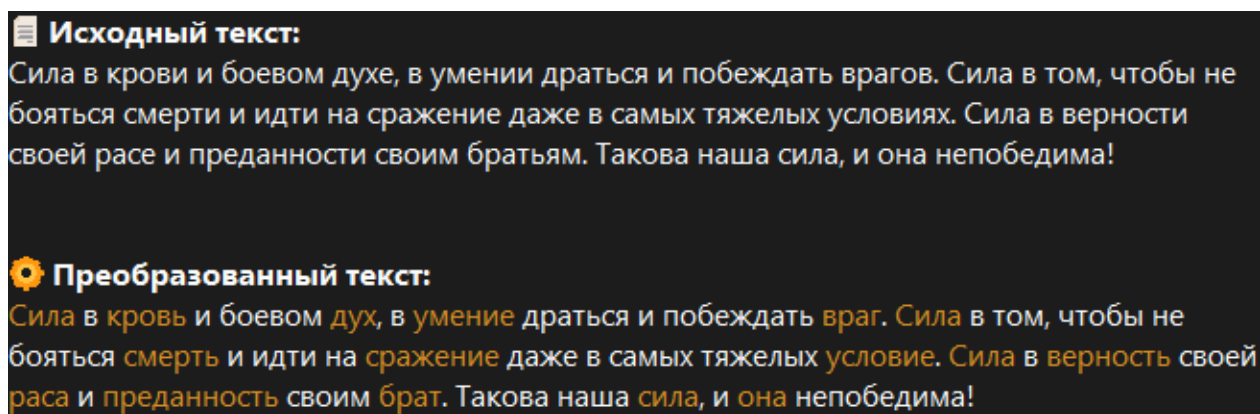 Исходный текст:
Сила в крови и боевом духе, в умении драться и побеждать врагов. Сила в том, чтобы не
бояться смерти и идти на сражение даже в самых тяжелых условиях. Сила в верности
своей расе и преданности своим братьям. Такова наша сила, и она непобедима!
Преобразованный текст:
Сила в кровь и боевом дух, в умение драться и побеждать враг. Сила в том, чтобы не
бояться смерть и идти на сражение даже в самых тяжелых условие. Сила в верность своей
раса и преданность своим брат. Такова наша сила, и она непобедима!